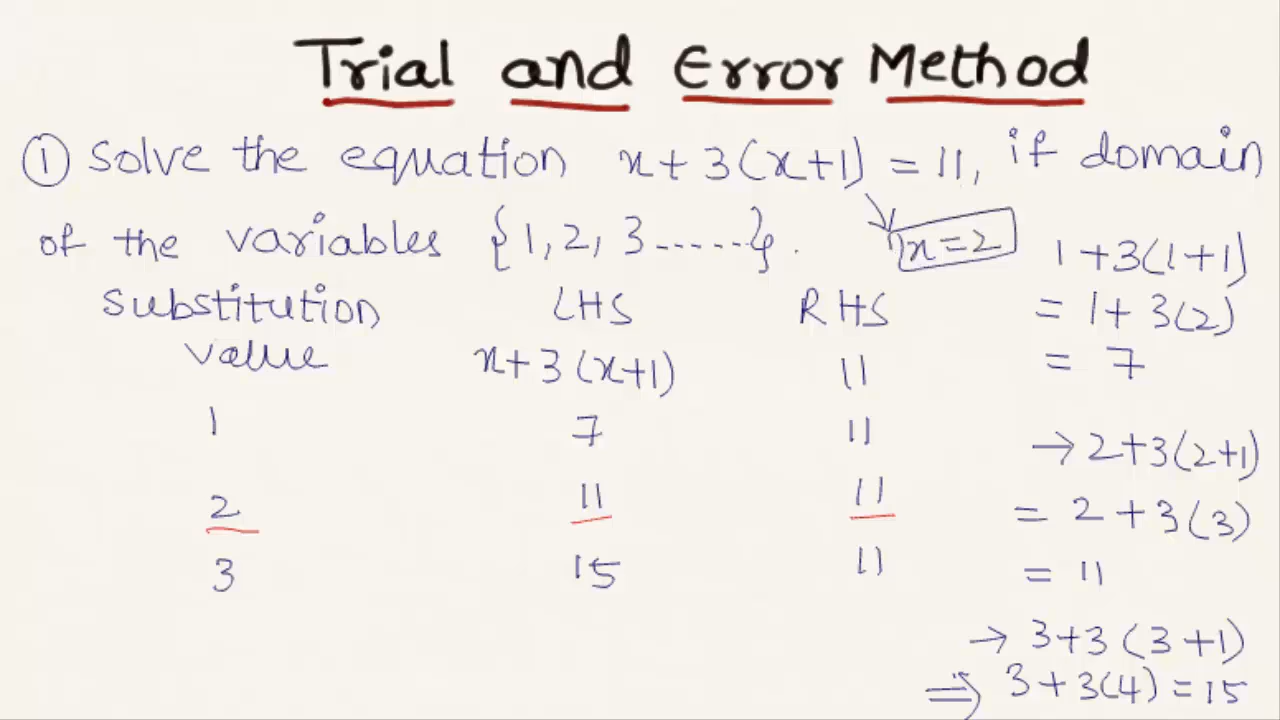 Trial and Error Method
① Solve the equation x + 3(x+1) = 11, if domain
of the variables {1, 2, 3......}.
x = 2
Substitution value LHS RHS
x + 3(x+1) 11
1 7 11
2 11 11
3 15 11
1 + 3(1+1)
= 1 + 3(2)
= 7
→ 2 + 3(2+1)
= 2 + 3(3)
= 11
→ 3 + 3(3+1)
⇒ 3 + 3(4) = 15